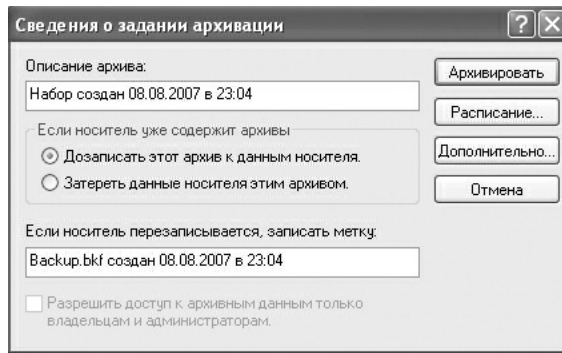 Сведения о задании архивации
Описание архива:
Набор создан 08.08.2007 в 23:04
Если носитель уже содержит архивы
Дозаписать этот архив к данным носителя.
Затереть данные носителя этим архивом.
Если носитель перезаписывается, записать метку:
Backup.bkf создан 08.08.2007 в 23:04
Разрешить доступ к архивным данным только
владельцам и администраторам.
Архивировать
Расписание...
Дополнительно...
Отмена